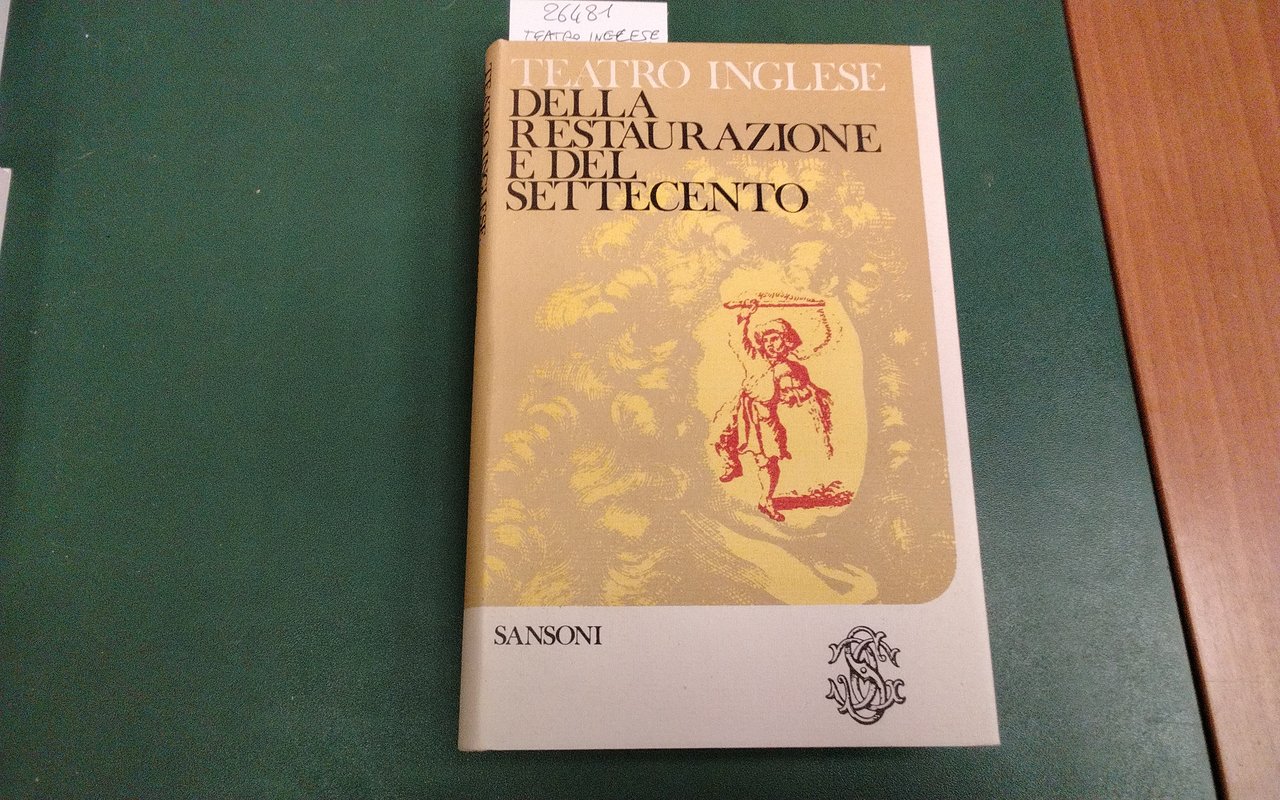 26481
TEATRO INGLESE
TEATRO INGLESE
DELLA
RESTAURAZIONE
E DEL
SETTECENTO
SANSONI